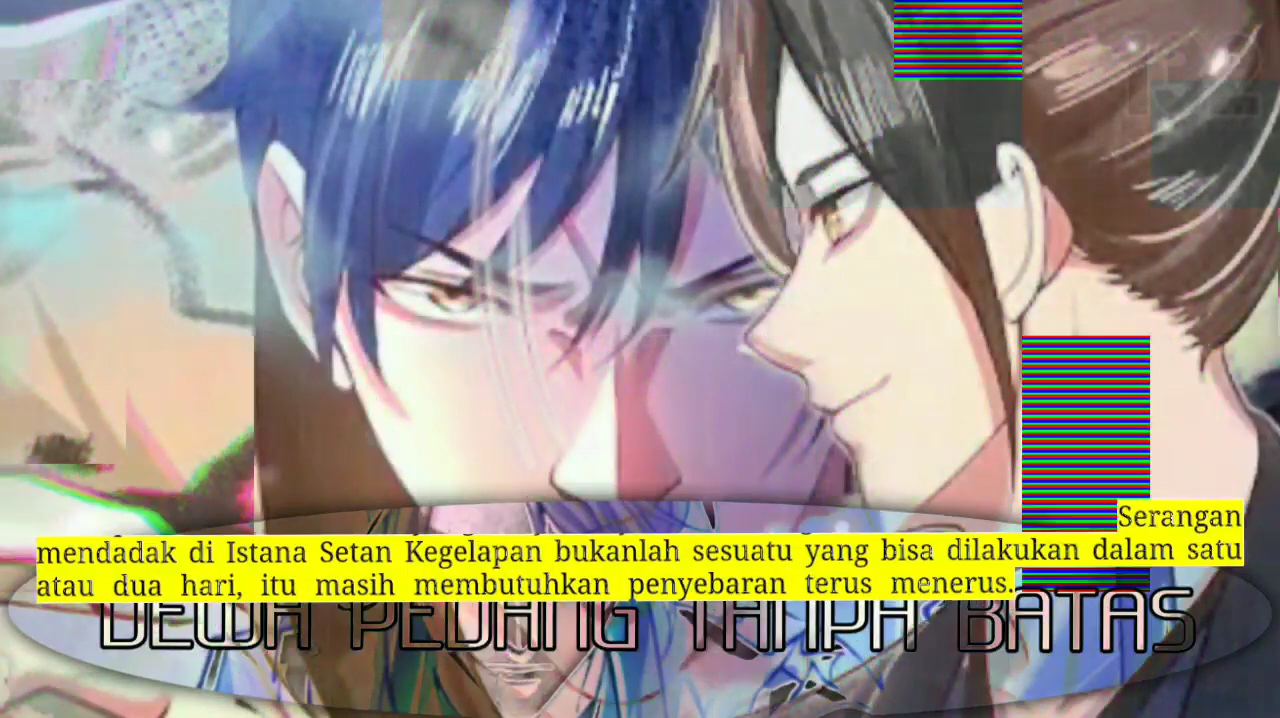 Serangan
mendadak di Istana Setan Kegelapan bukanlah sesuatu yang bisa dilakukan dalam satu
atau dua hari, itu masih membutuhkan penyebaran terus menerus.
DEWA PEDANG TANPA BATAS